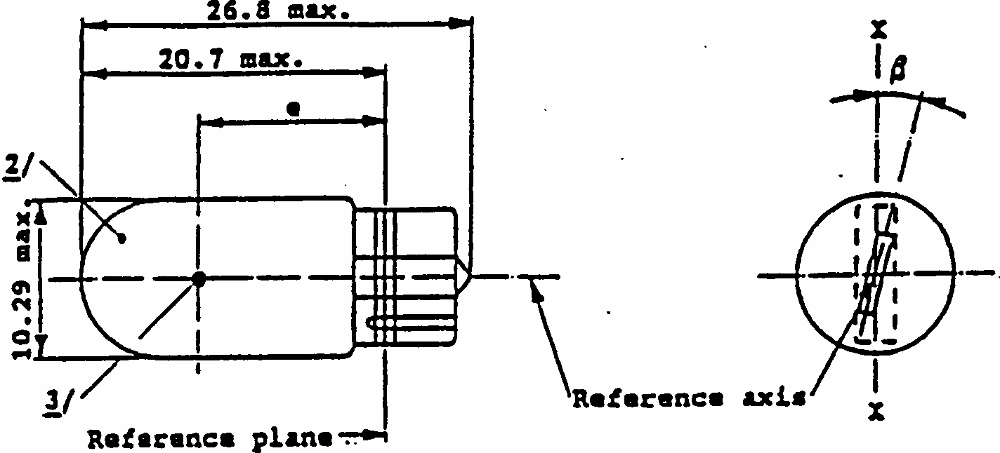 26.8 max.
20.7 max.
e
2/
10.29 max.
3/
Reference plane
Reference axis
x
β
x